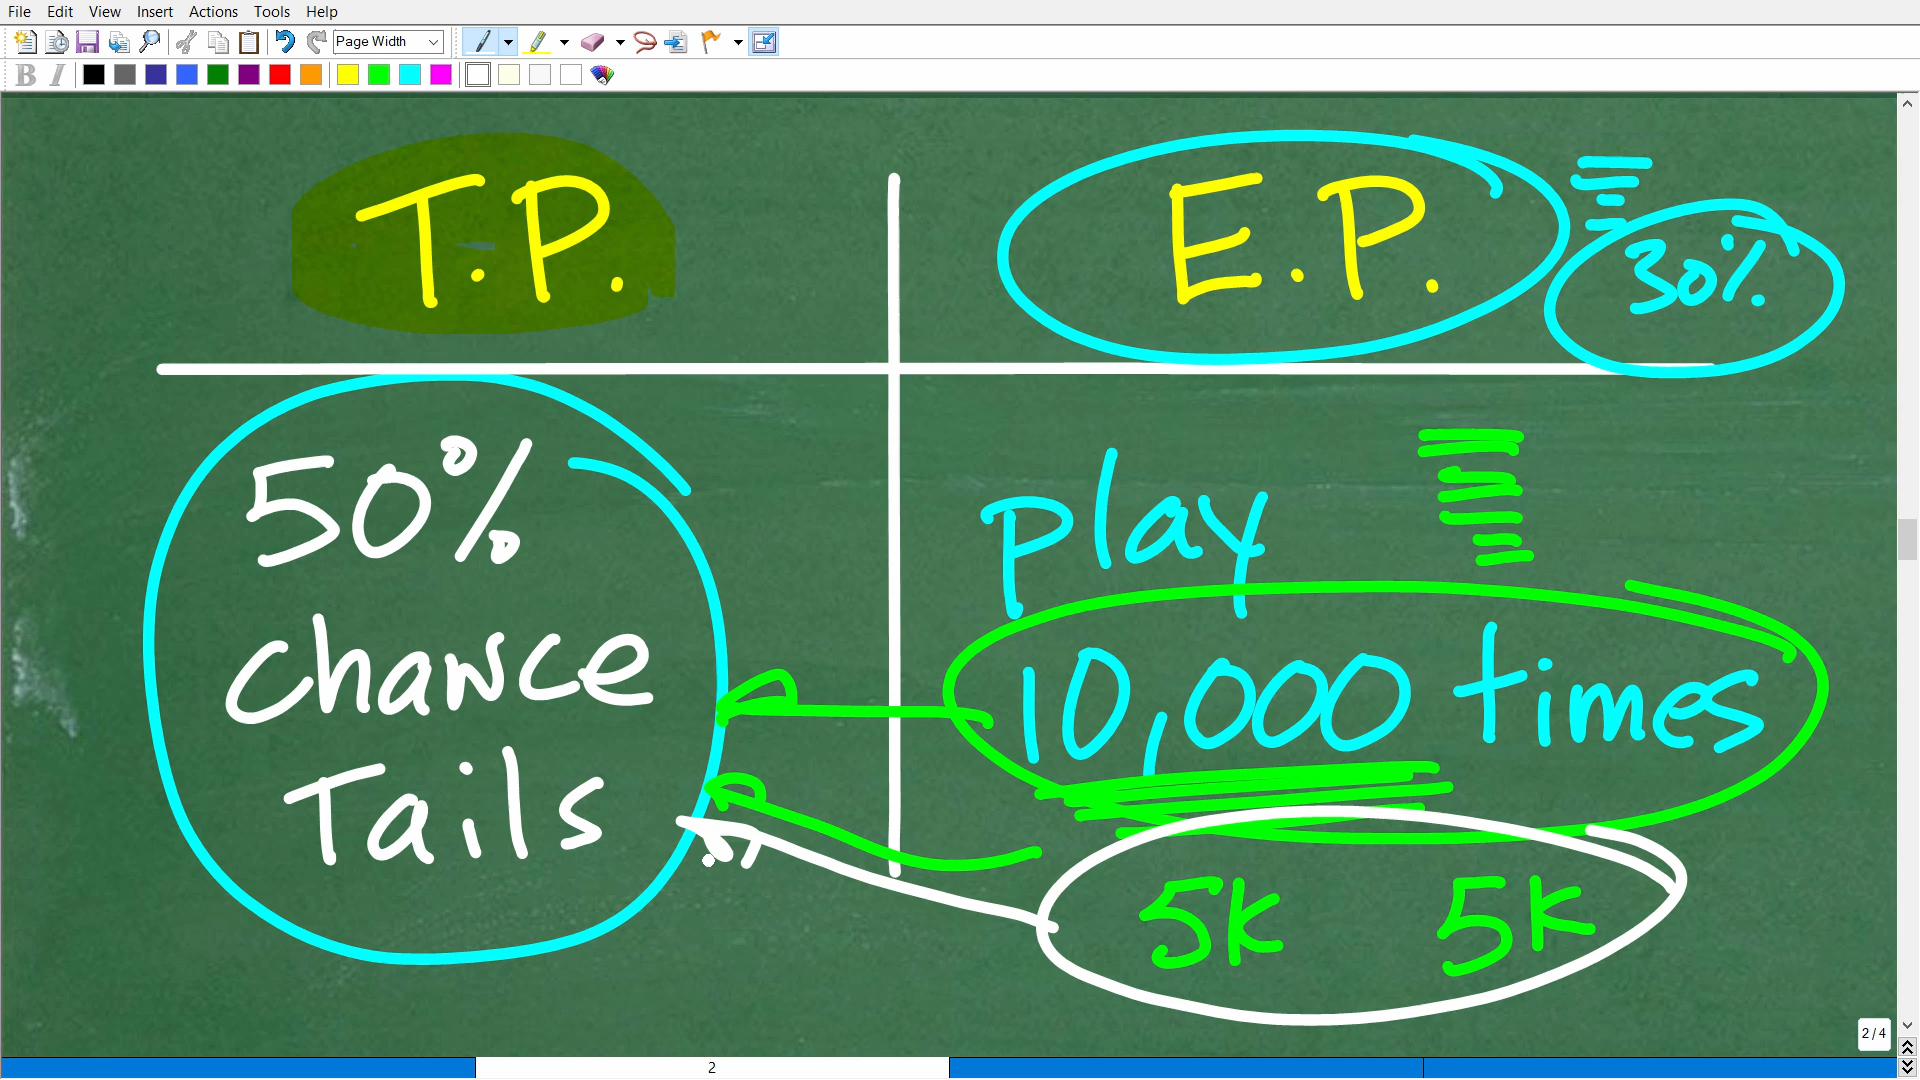 File Edit View Insert Actions Tools Help
Page Width
B I
T.P.
E.P.
30%
50%
chance
Tails
play
10,000 times
5K 5K
2 / 4
2